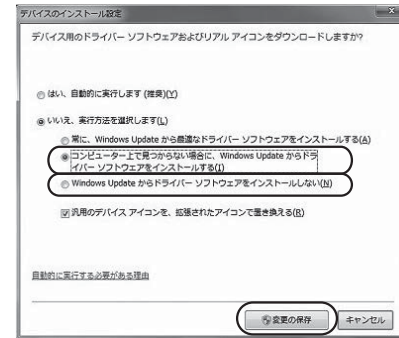 デバイスのインストール設定
デバイス用のドライバー ソフトウェアおよびリアル アイコンをダウンロードしますか?
はい、自動的に実行します (推奨)(Y)
いいえ、実行方法を選択します(L)
常に、Windows Update から最適なドライバー ソフトウェアをインストールする(A)
コンピューター上で見つからない場合に、Windows Update からドラ
イバー ソフトウェアをインストールする(I)
Windows Update からドライバー ソフトウェアをインストールしない(N)
汎用のデバイス アイコンを、拡張されたアイコンで置き換える(R)
自動的に実行する必要がある理由
変更の保存
キャンセル